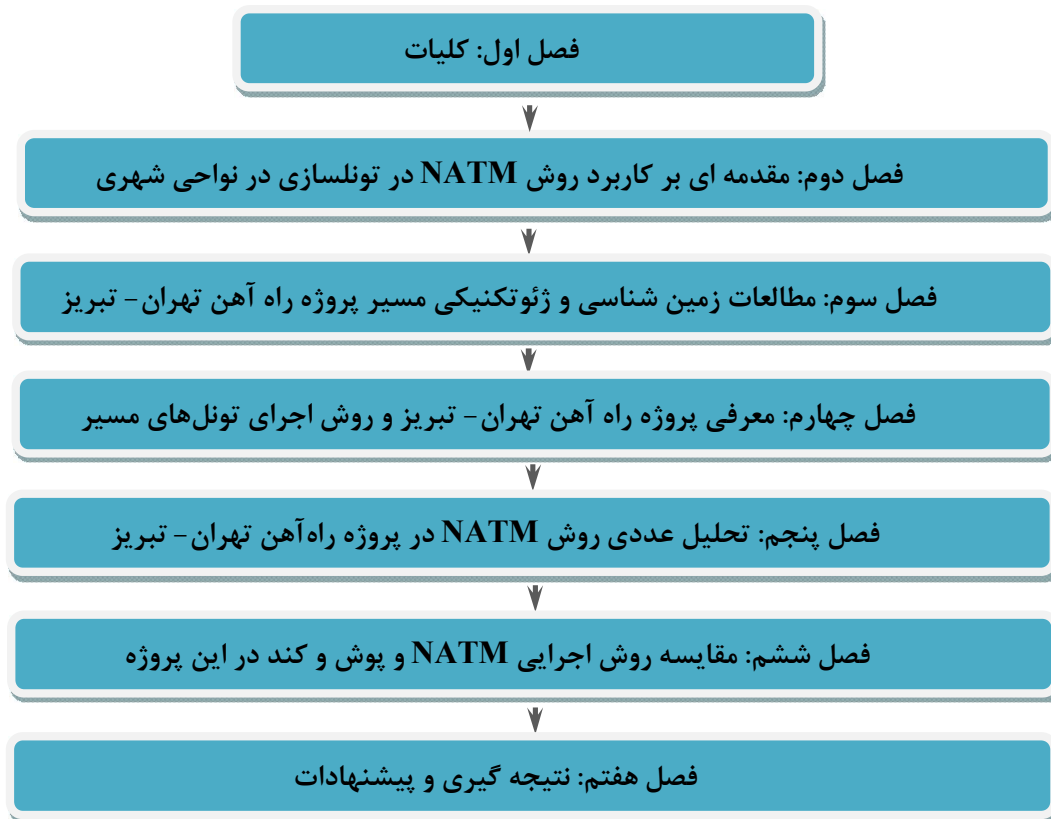 فصل اول: کلیات
فصل دوم: مقدمه ای بر کاربرد روش NATM در تونلسازی در نواحی شهری
فصل سوم: مطالعات زمین شناسی و ژئوتکنیکی مسیر پروژه راه آهن تهران- تبریز
فصل چهارم: معرفی پروژه راه آهن تهران- تبریز و روش اجرای تونل‌های مسیر
فصل پنجم: تحلیل عددی روش NATM در پروژه راه‌آهن تهران- تبریز
فصل ششم: مقایسه روش اجرایی NATM و پوش و کند در این پروژه
فصل هفتم: نتیجه گیری و پیشنهادات